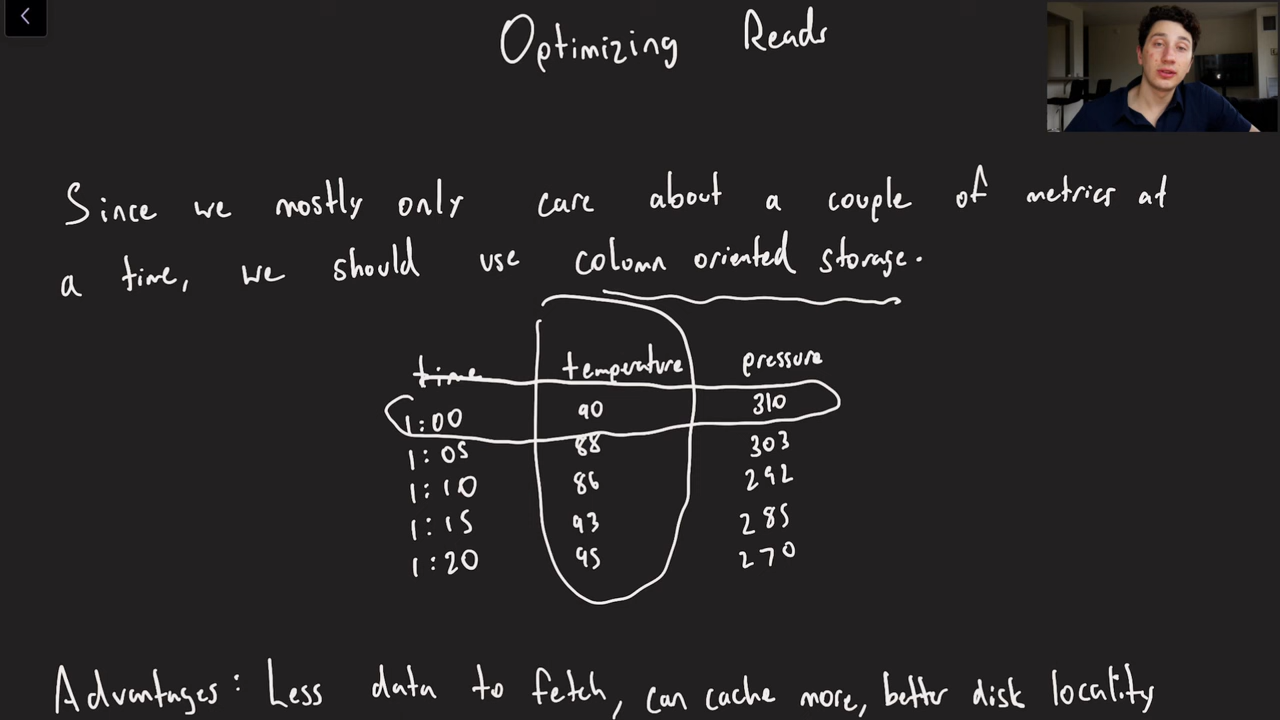 Optimizing Reads
Since we mostly only care about a couple of metrics at
a time, we should use column oriented storage.
time temperature pressure
1:00 90 310
1:05 88 303
1:10 86 292
1:15 93 285
1:20 95 270
Advantages: Less data to fetch, can cache more, better disk locality